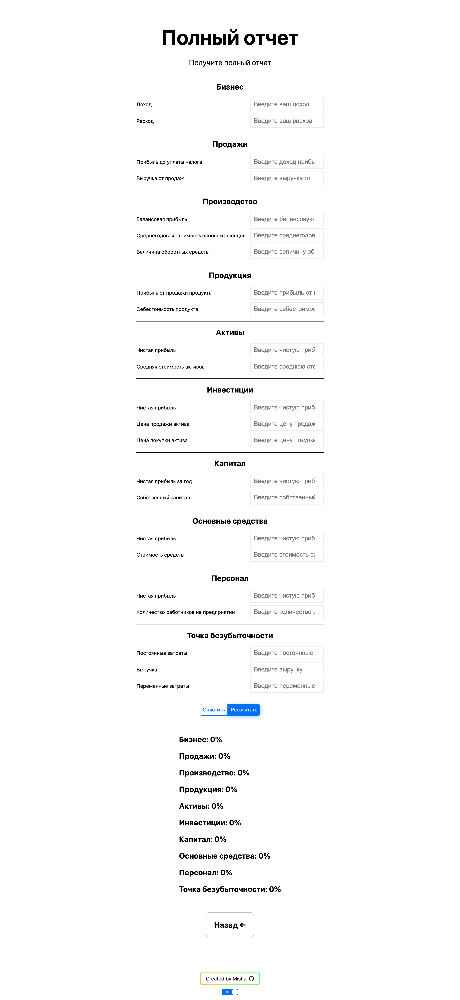 Полный отчет
Получите полный отчет
Бизнес
Доход Введите ваш доход
Расход Введите ваш расход
Продажи
Прибыль до уплаты налога Введите доход прибы
Выручка от продаж Введите выручка от п
Производство
Балансовая прибыль Введите балансовую
Среднегодовая стоимость основных фондов Введите среднегодов
Величина оборотных средств Введите величину об
Продукция
Прибыль от продажи продукта Введите прибыль от
Себестоимость продукта Введите себестоимос
Активы
Чистая прибыль Введите чистую приб
Средняя стоимость активов Введите среднюю сто
Инвестиции
Чистая прибыль Введите чистую приб
Цена продажи актива Введите цену продаж
Цена покупки актива Введите цену покупки
Капитал
Чистая прибыль за год Введите чистую приб
Собственный капитал Введите собственный
Основные средства
Чистая прибыль Введите чистую приб
Стоимость средств Введите стоимость ср
Персонал
Чистая прибыль Введите чистую приб
Количество работников на предприятии Введите количество р
Точка безубыточности
Постоянные затраты Введите постоянные
Выручка Введите выручку
Переменные затраты Введите переменные
Очистить Рассчитать
Бизнес: 0%
Продажи: 0%
Производство: 0%
Продукция: 0%
Активы: 0%
Инвестиции: 0%
Капитал: 0%
Основные средства: 0%
Персонал: 0%
Точка безубыточности: 0%
Назад ←
Created by Misha